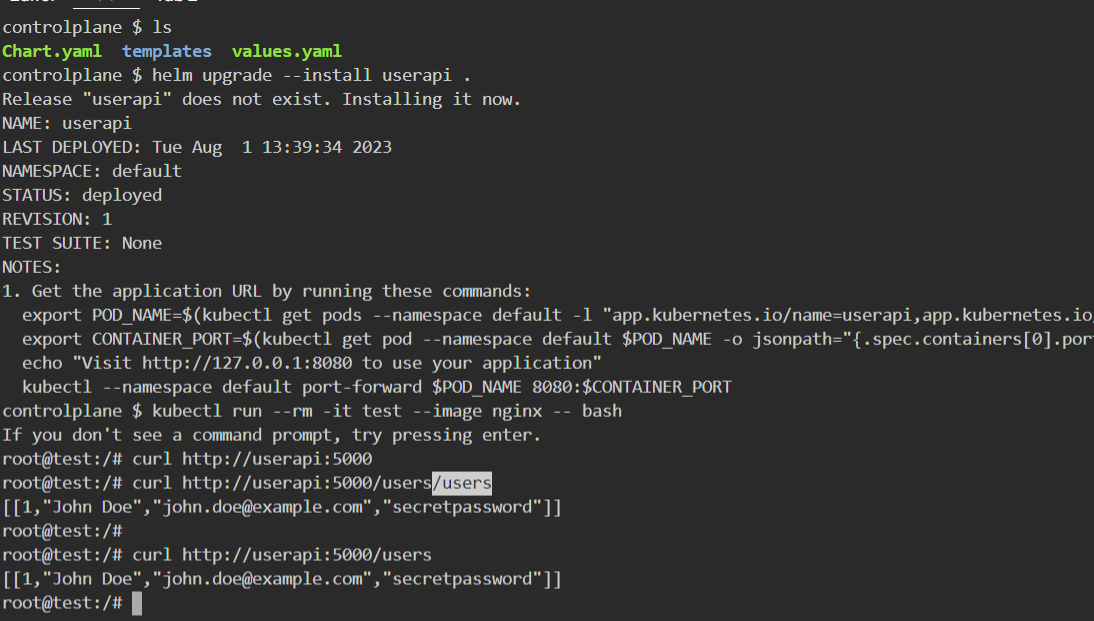 controlplane $ ls
Chart.yaml  templates  values.yaml
controlplane $ helm upgrade --install userapi .
Release "userapi" does not exist. Installing it now.
NAME: userapi
LAST DEPLOYED: Tue Aug  1 13:39:34 2023
NAMESPACE: default
STATUS: deployed
REVISION: 1
TEST SUITE: None
NOTES:
1. Get the application URL by running these commands:
  export POD_NAME=$(kubectl get pods --namespace default -l "app.kubernetes.io/name=userapi,app.kubernetes.io
  export CONTAINER_PORT=$(kubectl get pod --namespace default $POD_NAME -o jsonpath="{.spec.containers[0].por
  echo "Visit http://127.0.0.1:8080 to use your application"
  kubectl --namespace default port-forward $POD_NAME 8080:$CONTAINER_PORT
controlplane $ kubectl run --rm -it test --image nginx -- bash
If you don't see a command prompt, try pressing enter.
root@test:/# curl http://userapi:5000
root@test:/# curl http://userapi:5000/users/users
[[1,"John Doe","john.doe@example.com","secretpassword"]]
root@test:/#
root@test:/# curl http://userapi:5000/users
[[1,"John Doe","john.doe@example.com","secretpassword"]]
root@test:/#